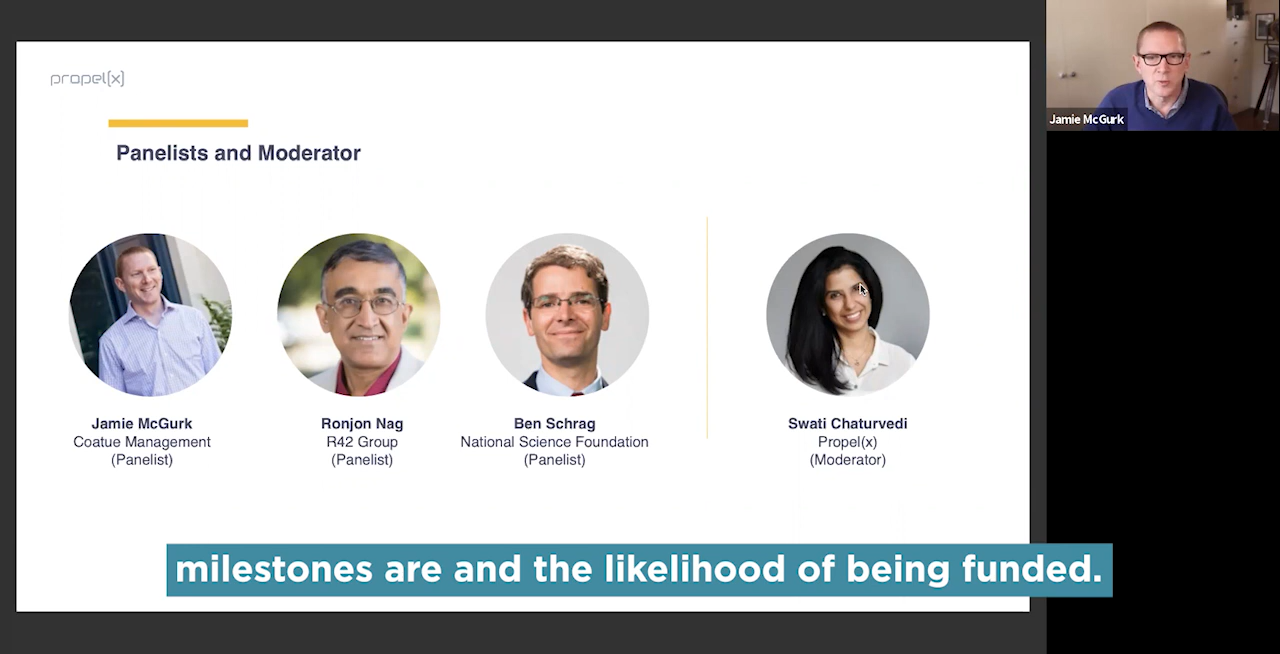 propel(x)
Panelists and Moderator
Jamie McGurk
Coatue Management
(Panelist)
Ronjon Nag
R42 Group
(Panelist)
Ben Schrag
National Science Foundation
(Panelist)
Swati Chaturvedi
Propel(x)
(Moderator)
Jamie McGurk
milestones are and the likelihood of being funded.